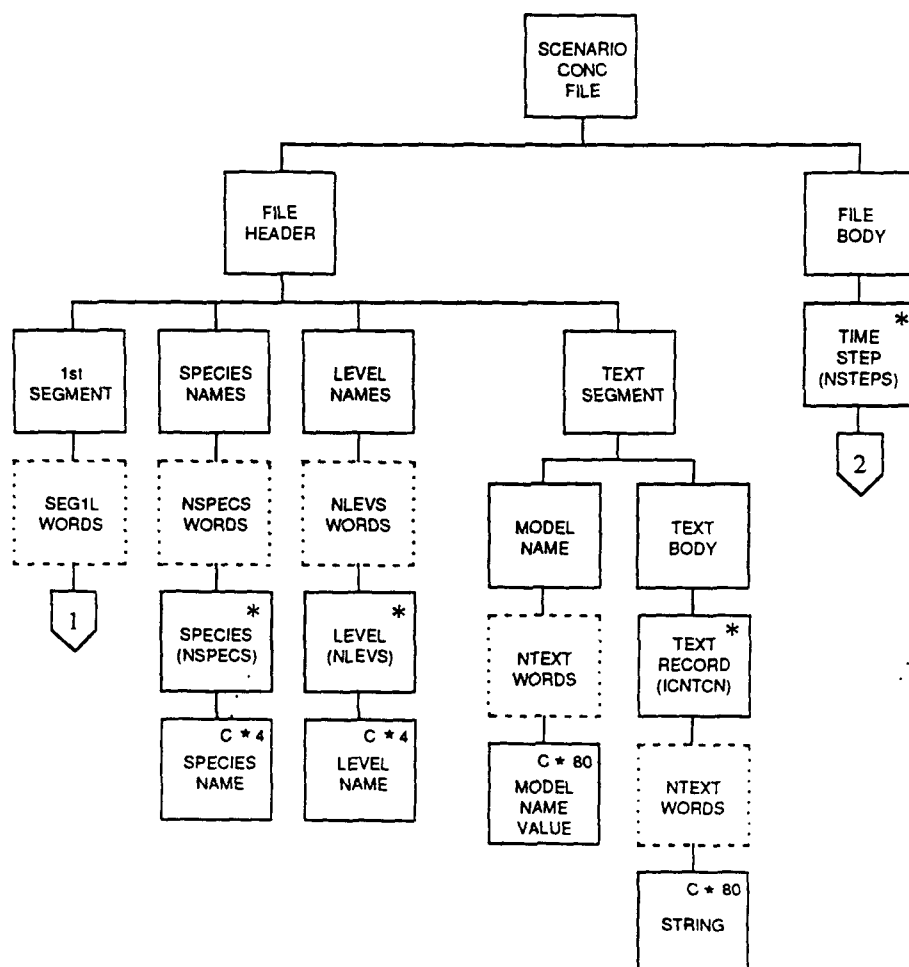 SCENARIO
CONC
FILE
FILE
HEADER
FILE
BODY
1st
SEGMENT
SPECIES
NAMES
LEVEL
NAMES
TEXT
SEGMENT
*
TIME
STEP
(NSTEPS)
SEG1L
WORDS
NSPECS
WORDS
NLEVS
WORDS
MODEL
NAME
TEXT
BODY
2
1
*
SPECIES
(NSPECS)
*
LEVEL
(NLEVS)
NTEXT
WORDS
*
TEXT
RECORD
(ICNTCN)
C * 4
SPECIES
NAME
C * 4
LEVEL
NAME
C * 80
MODEL
NAME
VALUE
NTEXT
WORDS
C * 80
STRING